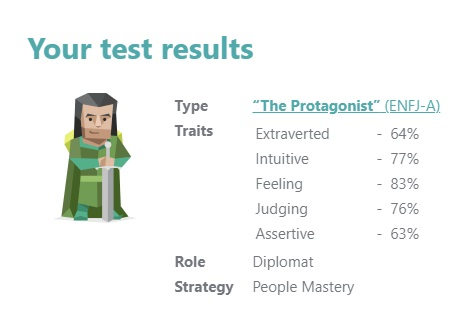 Your test results
Type “The Protagonist” (ENFJ-A)
Traits
Extraverted - 64%
Intuitive - 77%
Feeling - 83%
Judging - 76%
Assertive - 63%
Role Diplomat
Strategy People Mastery